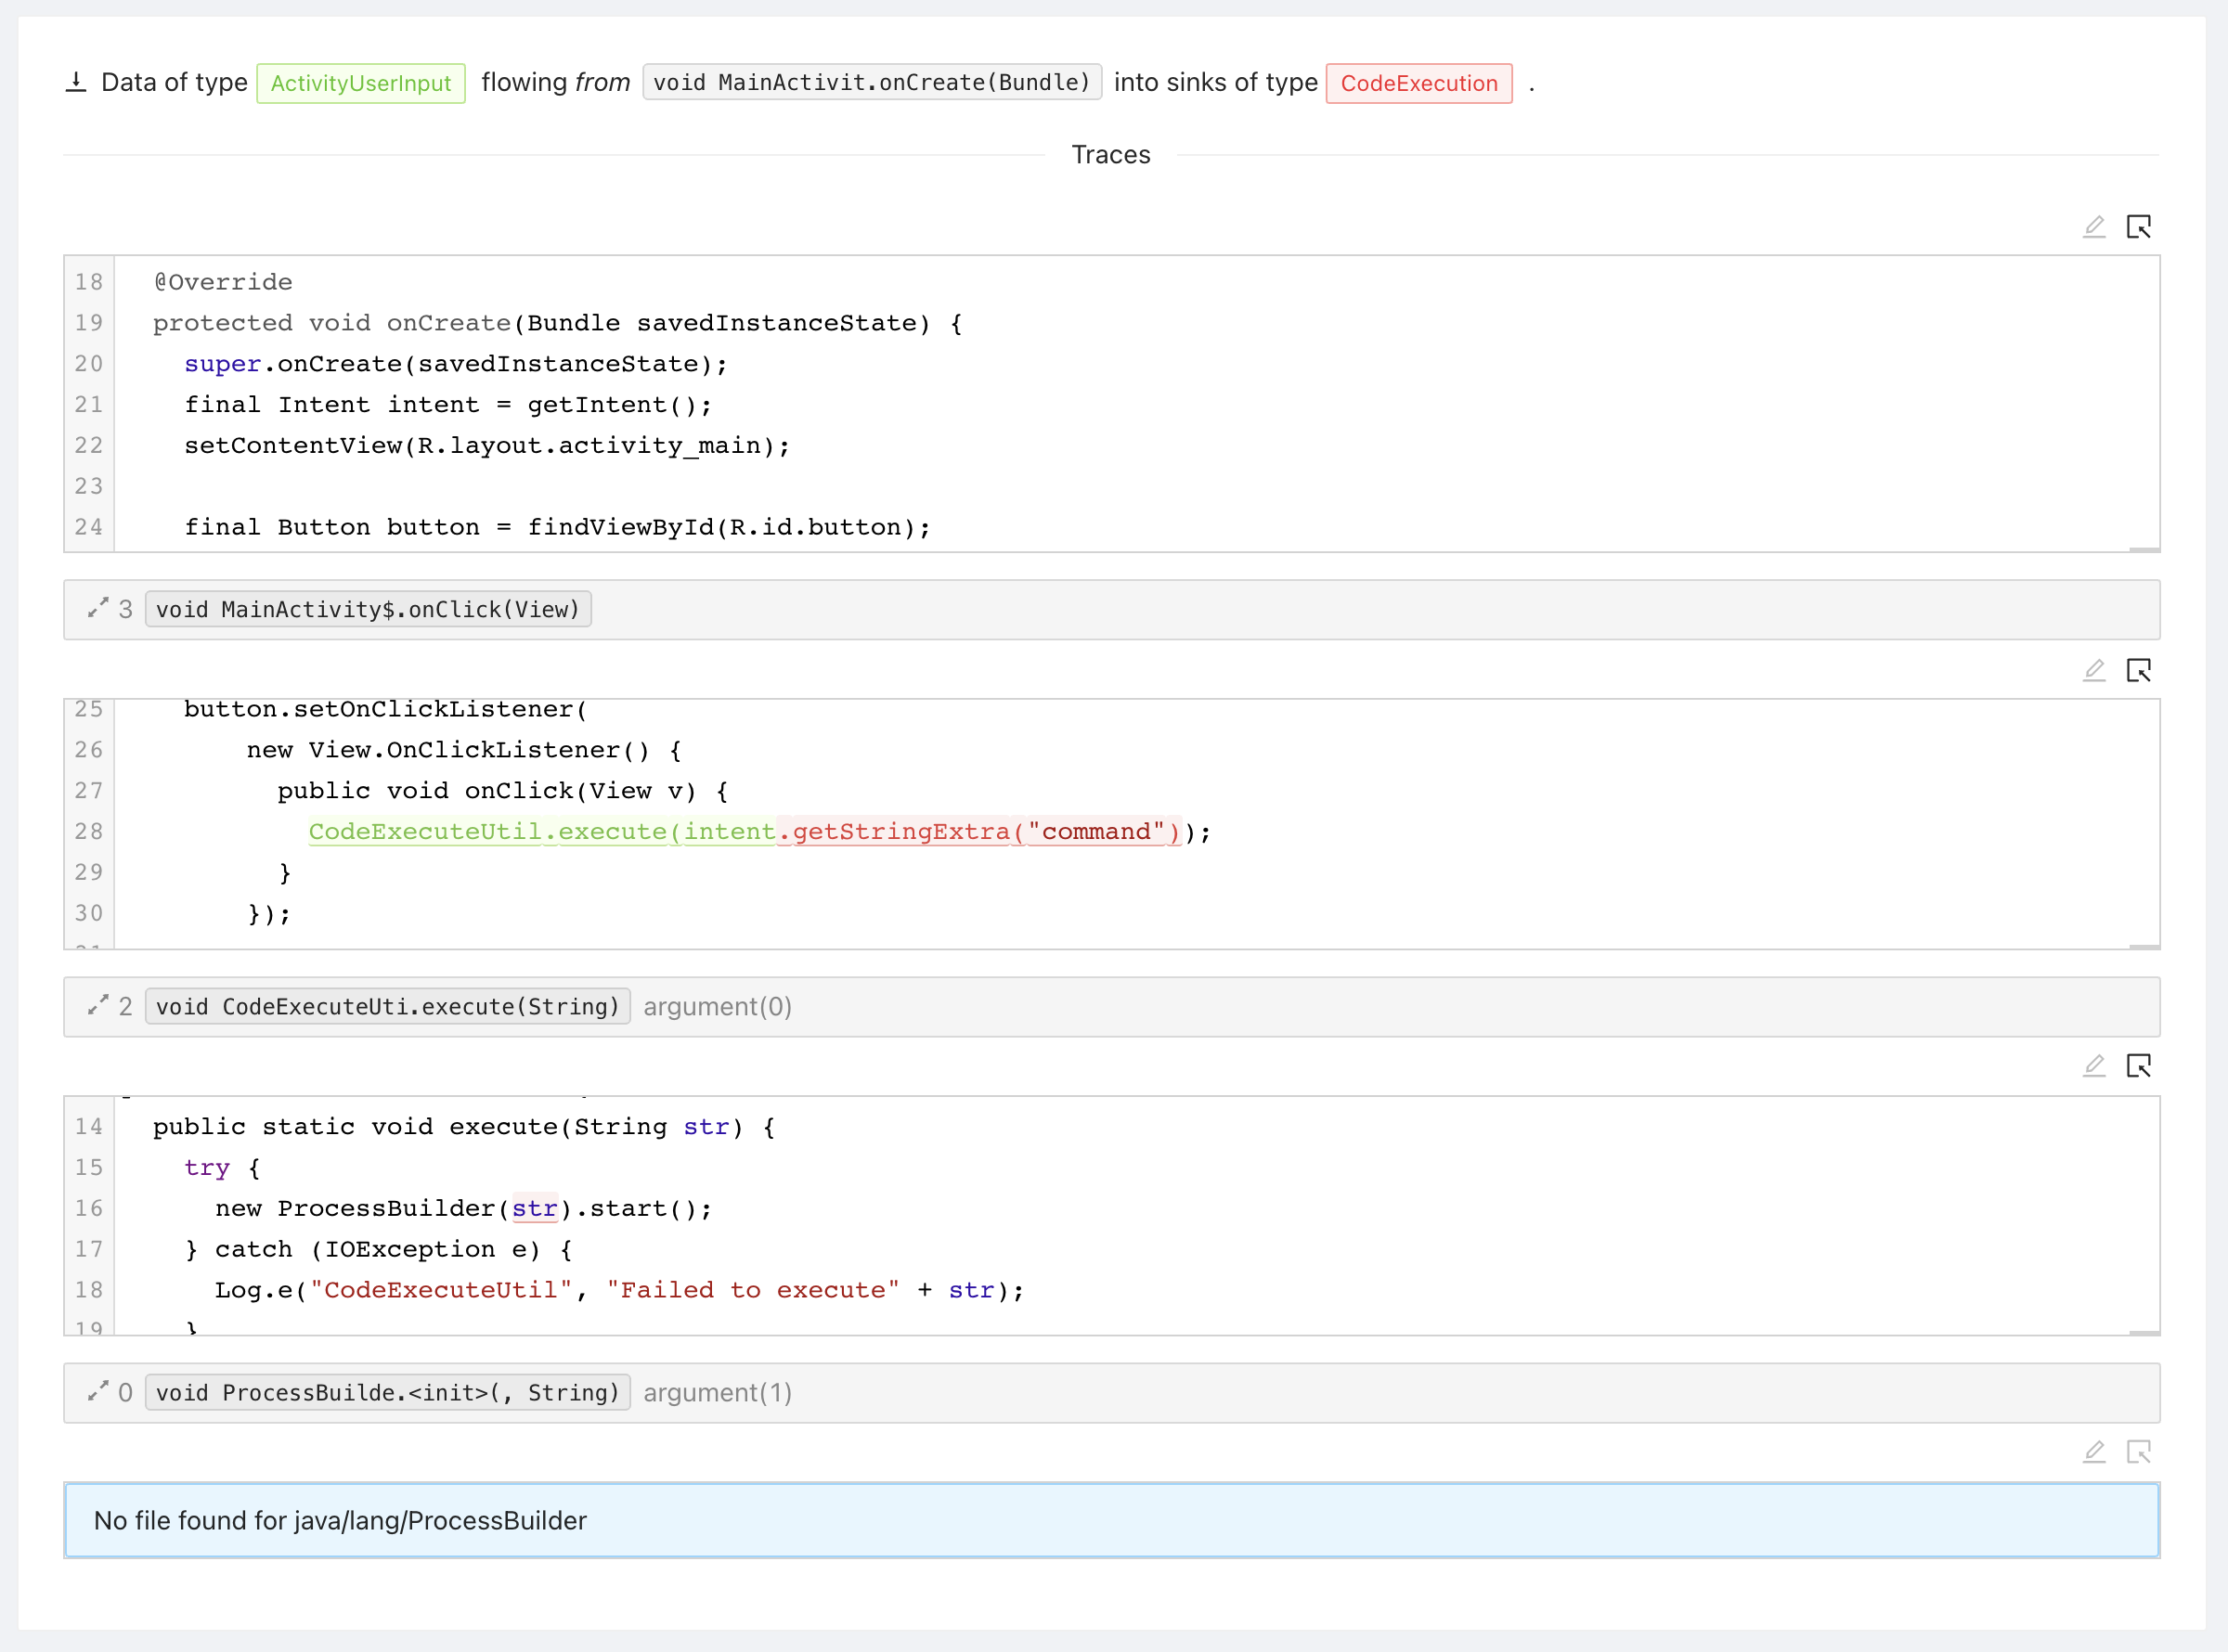 Data of type ActivityUserInput flowing from void MainActivit.onCreate(Bundle) into sinks of type CodeExecution .
Traces
18 @Override
19 protected void onCreate(Bundle savedInstanceState) {
20 super.onCreate(savedInstanceState);
21 final Intent intent = getIntent();
22 setContentView(R.layout.activity_main);
23
24 final Button button = findViewById(R.id.button);
3 void MainActivity$.onClick(View)
25 button.setOnClickListener(
26 new View.OnClickListener() {
27 public void onClick(View v) {
28 CodeExecuteUtil.execute(intent.getStringExtra("command"));
29 }
30 });
2 void CodeExecuteUti.execute(String) argument(0)
14 public static void execute(String str) {
15 try {
16 new ProcessBuilder(str).start();
17 } catch (IOException e) {
18 Log.e("CodeExecuteUtil", "Failed to execute" + str);
19 }
0 void ProcessBuilde.<init>(, String) argument(1)
No file found for java/lang/ProcessBuilder